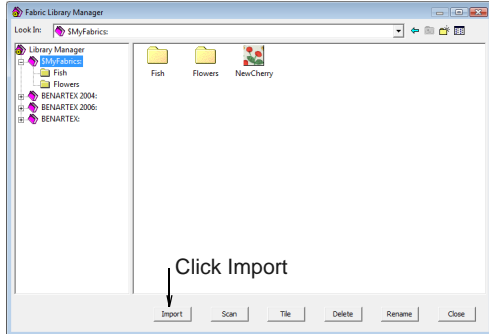 Fabric Library Manager
Look In: $MyFabrics:
Library Manager
$MyFabrics:
Fish
Flowers
BENARTEX 2004:
BENARTEX 2006:
BENARTEX:
Fish Flowers NewCherry
Click Import
Import Scan Tile Delete Rename Close